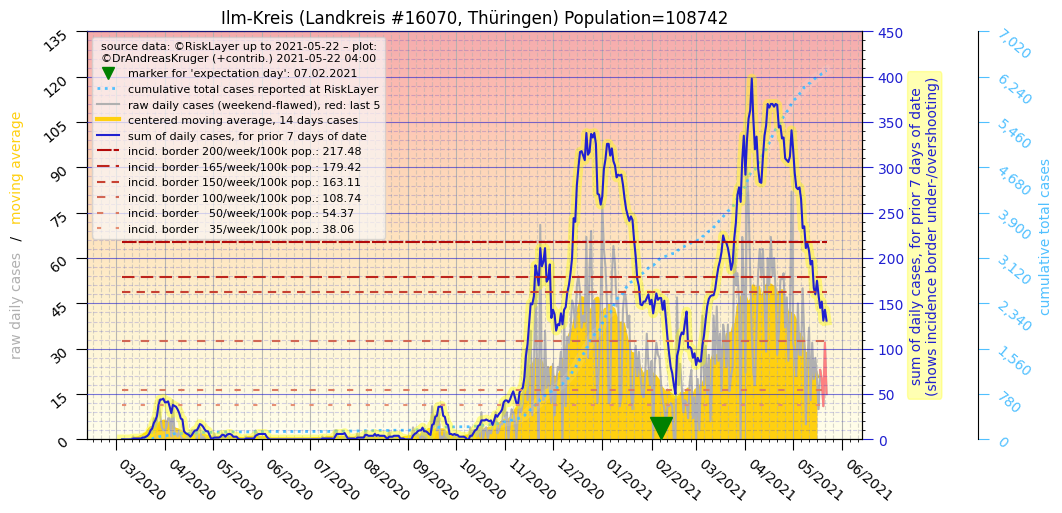 Ilm-Kreis (Landkreis #16070, Thüringen) Population=108742
source data: ©RiskLayer up to 2021-05-22 – plot:
©DrAndreasKruger (+contrib.) 2021-05-22 04:00
marker for 'expectation day': 07.02.2021
cumulative total cases reported at RiskLayer
raw daily cases (weekend-flawed), red: last 5
centered moving average, 14 days cases
sum of daily cases, for prior 7 days of date
incid. border 200/week/100k pop.: 217.48
incid. border 165/week/100k pop.: 179.42
incid. border 150/week/100k pop.: 163.11
incid. border 100/week/100k pop.: 108.74
incid. border   50/week/100k pop.: 54.37
incid. border   35/week/100k pop.: 38.06
raw daily cases / moving average
135
120
105
90
75
60
45
30
15
0
03/2020
04/2020
05/2020
06/2020
07/2020
08/2020
09/2020
10/2020
11/2020
12/2020
01/2021
02/2021
03/2021
04/2021
05/2021
06/2021
450
400
350
300
250
200
150
100
50
0
sum of daily cases, for prior 7 days of date
(shows incidence border under-/overshooting)
7,020
6,240
5,460
4,680
3,900
3,120
2,340
1,560
780
0
cumulative total cases